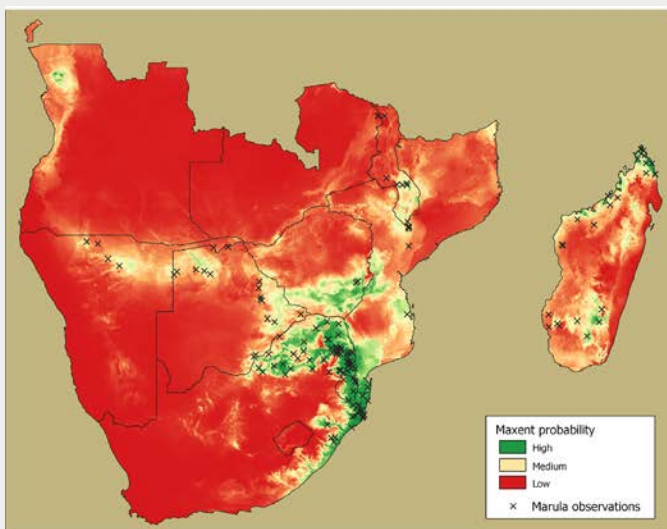 Maxent probability
High
Medium
Low
Marula observations